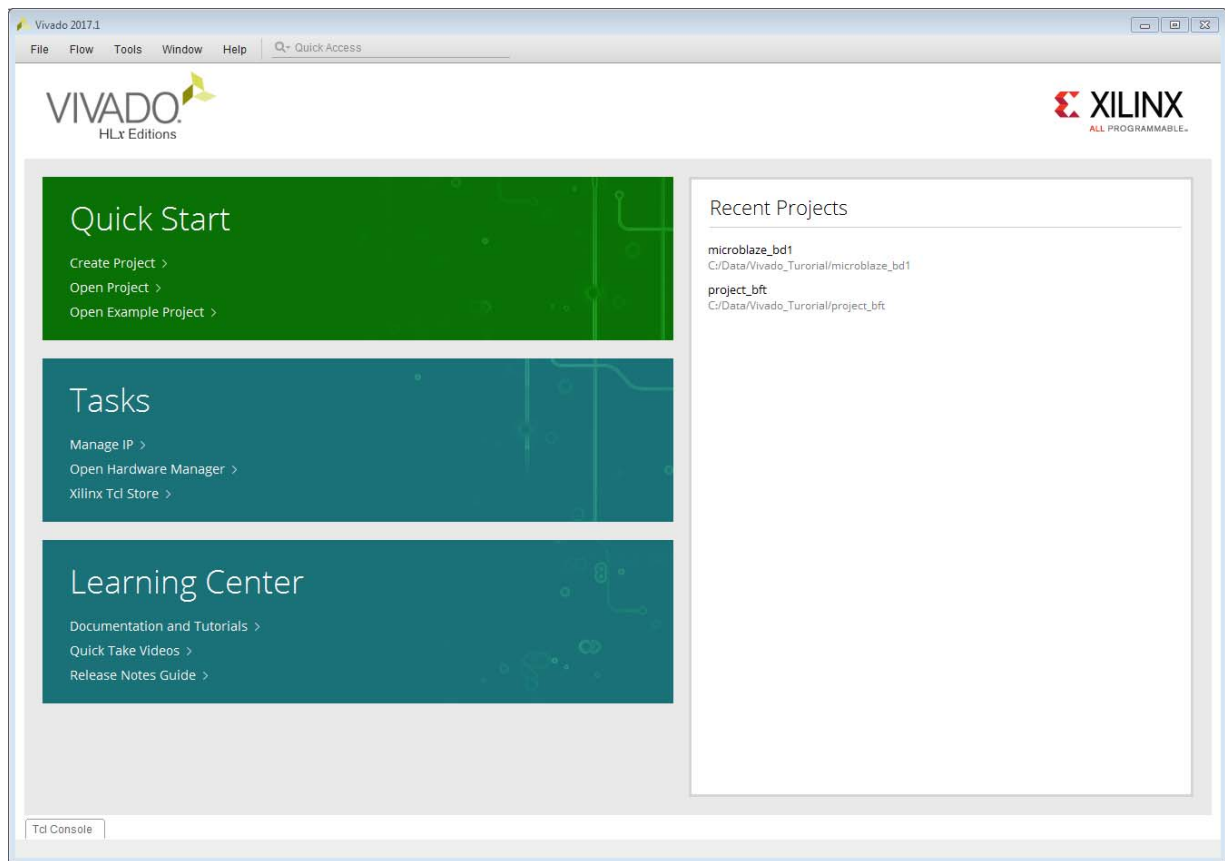 Vivado 2017.1
File Flow Tools Window Help Quick Access
VIVADO.
HLx Editions
XILINX
ALL PROGRAMMABLE.
Quick Start
Create Project >
Open Project >
Open Example Project >
Tasks
Manage IP >
Open Hardware Manager >
Xilinx Tcl Store >
Learning Center
Documentation and Tutorials >
Quick Take Videos >
Release Notes Guide >
Recent Projects
microblaze_bd1
C:/Data/Vivado_Turorial/microblaze_bd1
project_bft
C:/Data/Vivado_Turorial/project_bft
Tcl Console